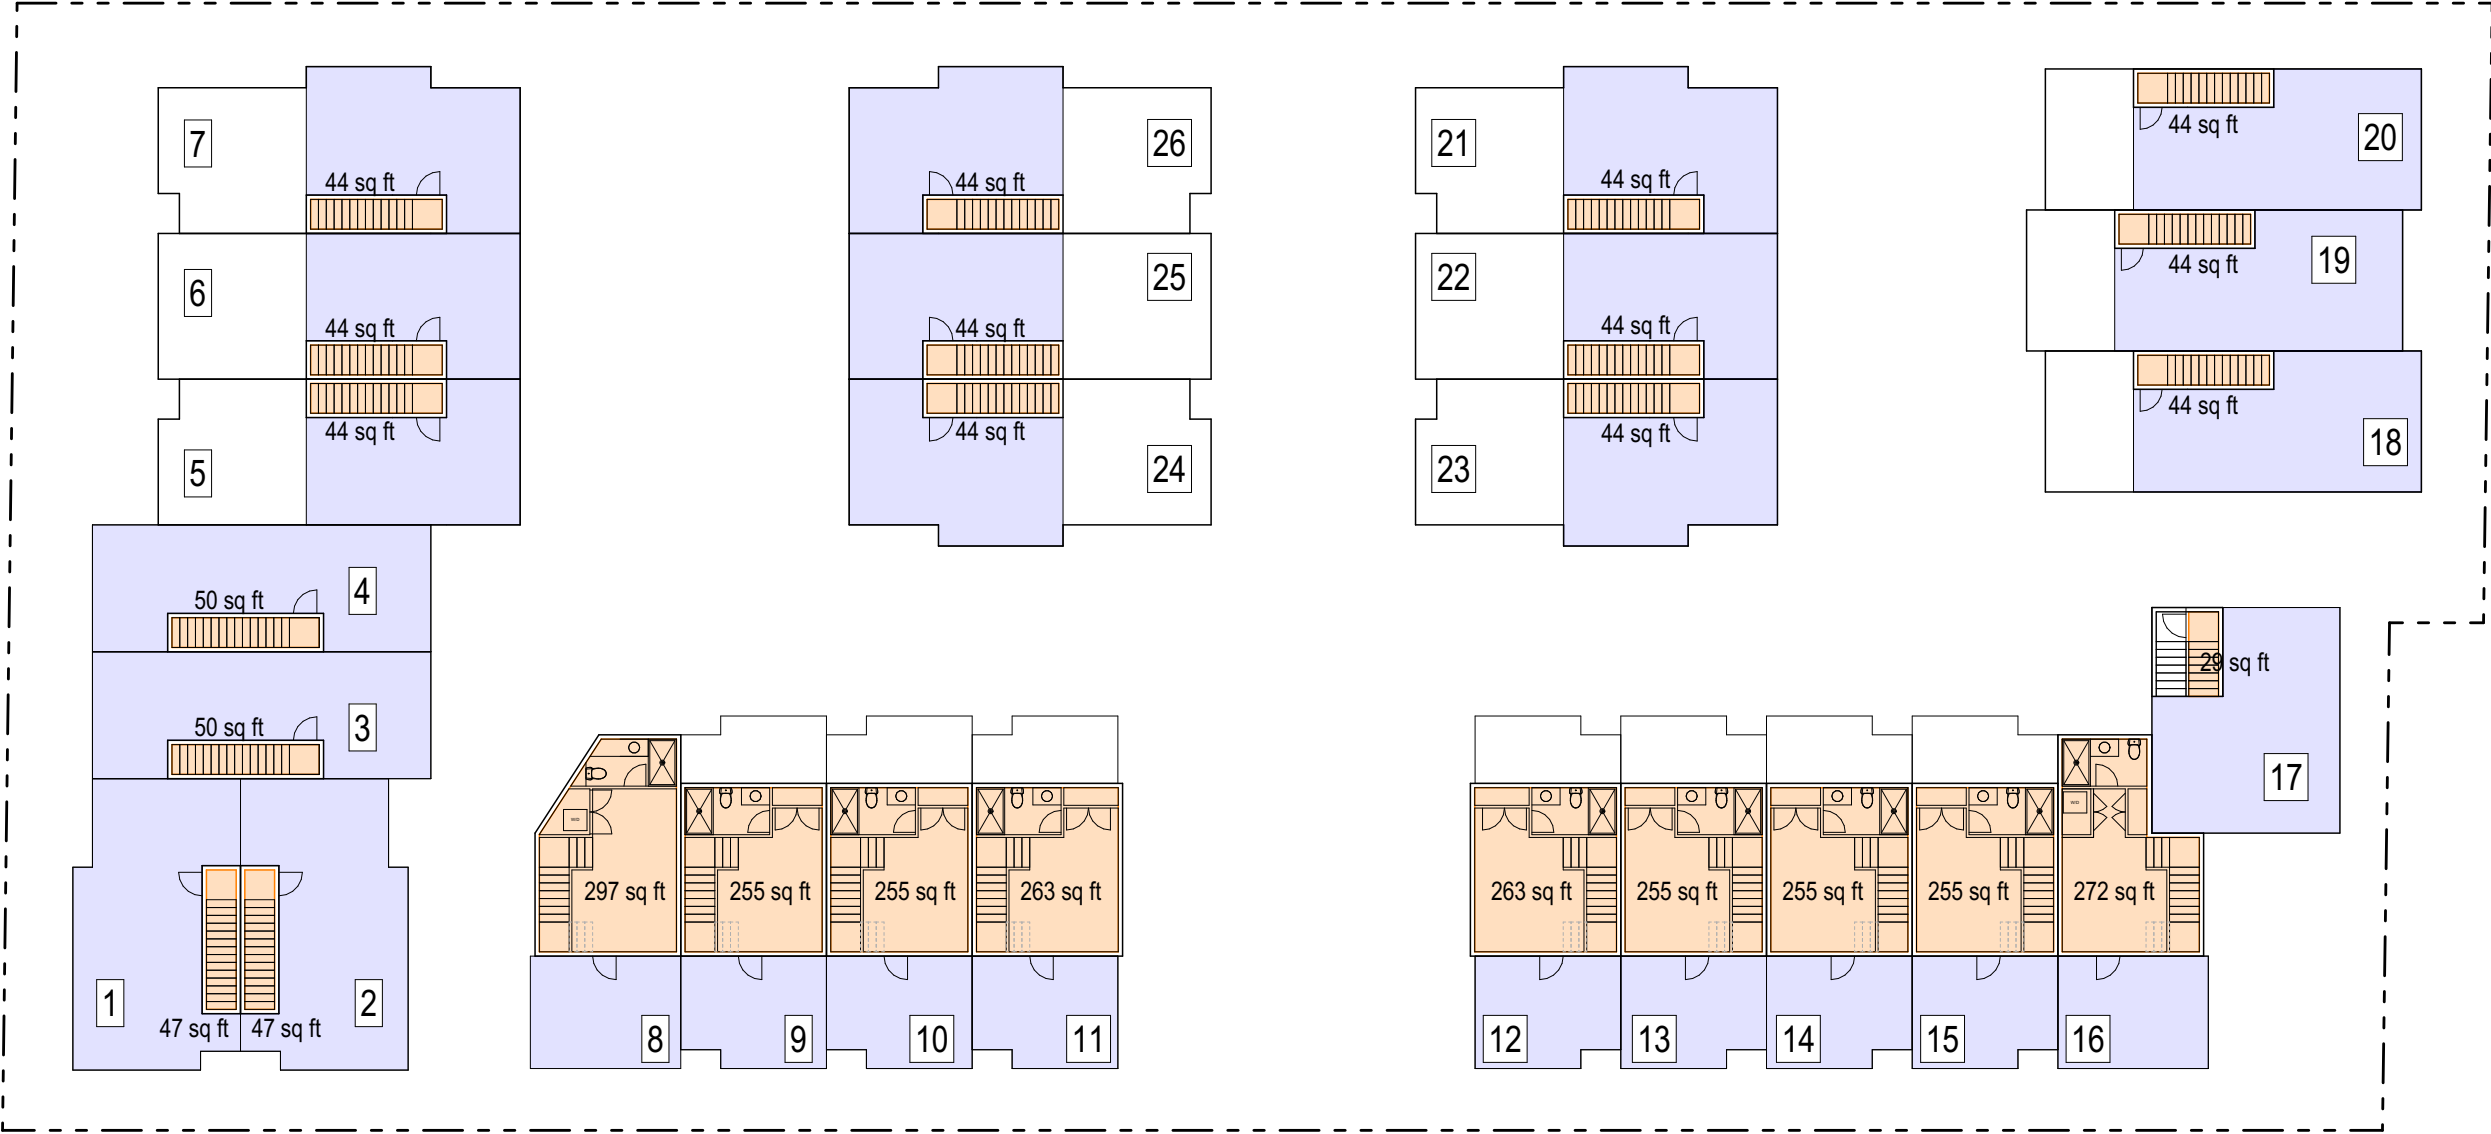 7
26
21
20
44 sq ft
44 sq ft
44 sq ft
44 sq ft
6
25
22
19
44 sq ft
44 sq ft
44 sq ft
44 sq ft
44 sq ft
44 sq ft
44 sq ft
44 sq ft
5
24
23
18
4
50 sq ft
3
50 sq ft
29 sq ft
17
W/D
W/D
297 sq ft
255 sq ft
255 sq ft
263 sq ft
263 sq ft
255 sq ft
255 sq ft
255 sq ft
272 sq ft
1
2
47 sq ft
47 sq ft
8
9
10
11
12
13
14
15
16